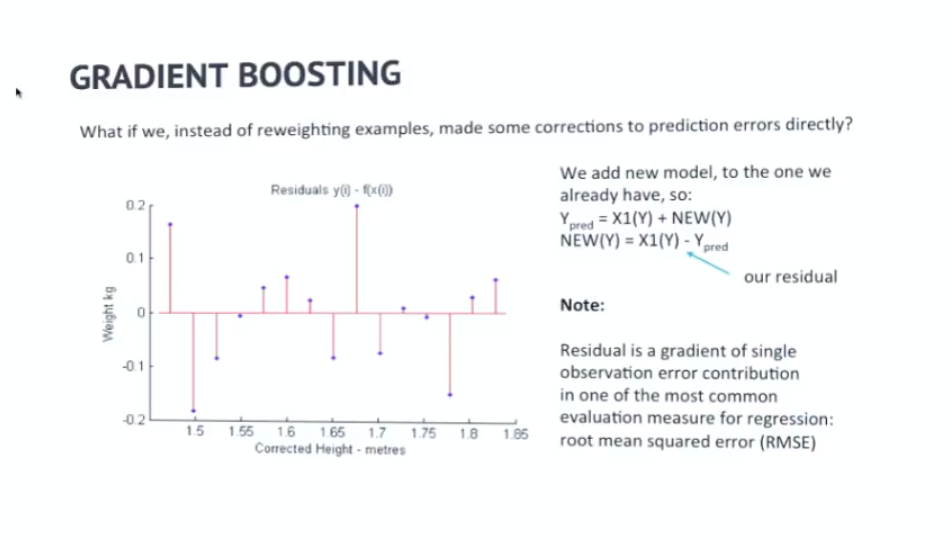 GRADIENT BOOSTING
What if we, instead of reweighting examples, made some corrections to prediction errors directly?
Residuals y(i) - f(x(i))
0.2
0.1
0
-0.1
-0.2
Weight kg
1.5 1.55 1.6 1.65 1.7 1.75 1.8 1.85
Corrected Height - metres
We add new model, to the one we
already have, so:
Ypred = X1(Y) + NEW(Y)
NEW(Y) = X1(Y) - Ypred
our residual
Note:
Residual is a gradient of single
observation error contribution
in one of the most common
evaluation measure for regression:
root mean squared error (RMSE)